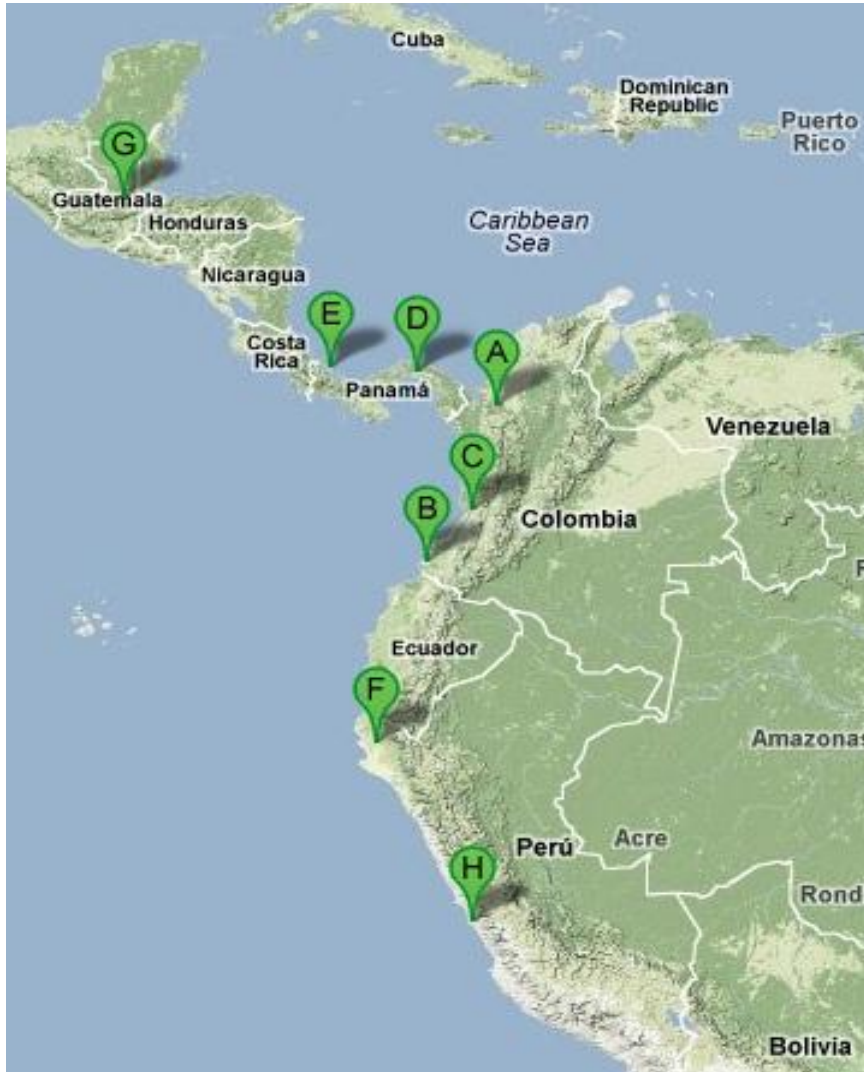 Cuba
Dominican
Republic
Puerto
Rico
G
Guatemala
Honduras
Caribbean
Sea
Nicaragua
E
D
A
Costa
Rica
Panamá
Venezuela
C
B
Colombia
Ecuador
F
Amazonas
Perú
Acre
H
Rond
Bolivia